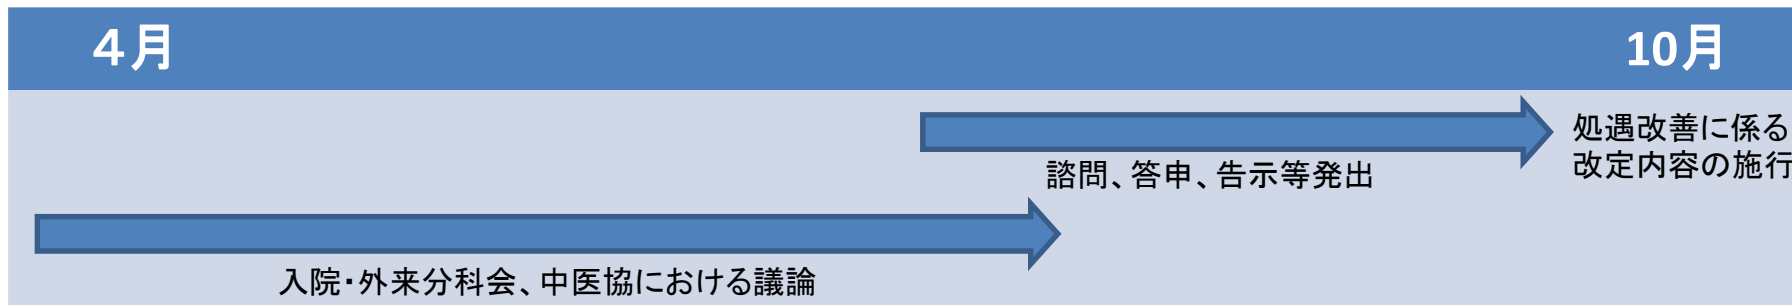 ４月
10月
処遇改善に係る
改定内容の施行
諮問、答申、告示等発出
入院・外来分科会、中医協における議論